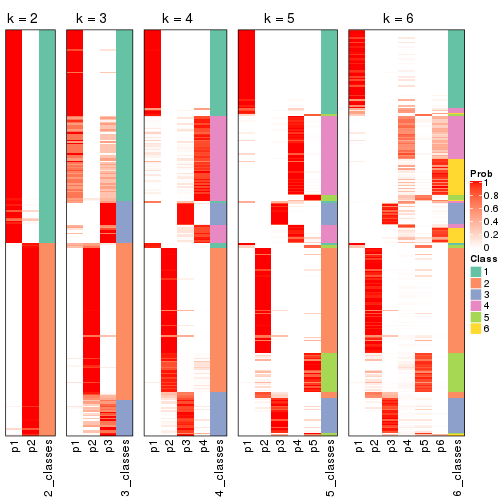 k = 2
k = 3
k = 4
k = 5
k = 6
Prob
1
0.8
0.6
0.4
0.2
0
Class
1
2
3
4
5
6
p1
p2
2_classes
p1
p2
p3
3_classes
p1
p2
p3
p4
4_classes
p1
p2
p3
p4
p5
5_classes
p1
p2
p3
p4
p5
p6
6_classes